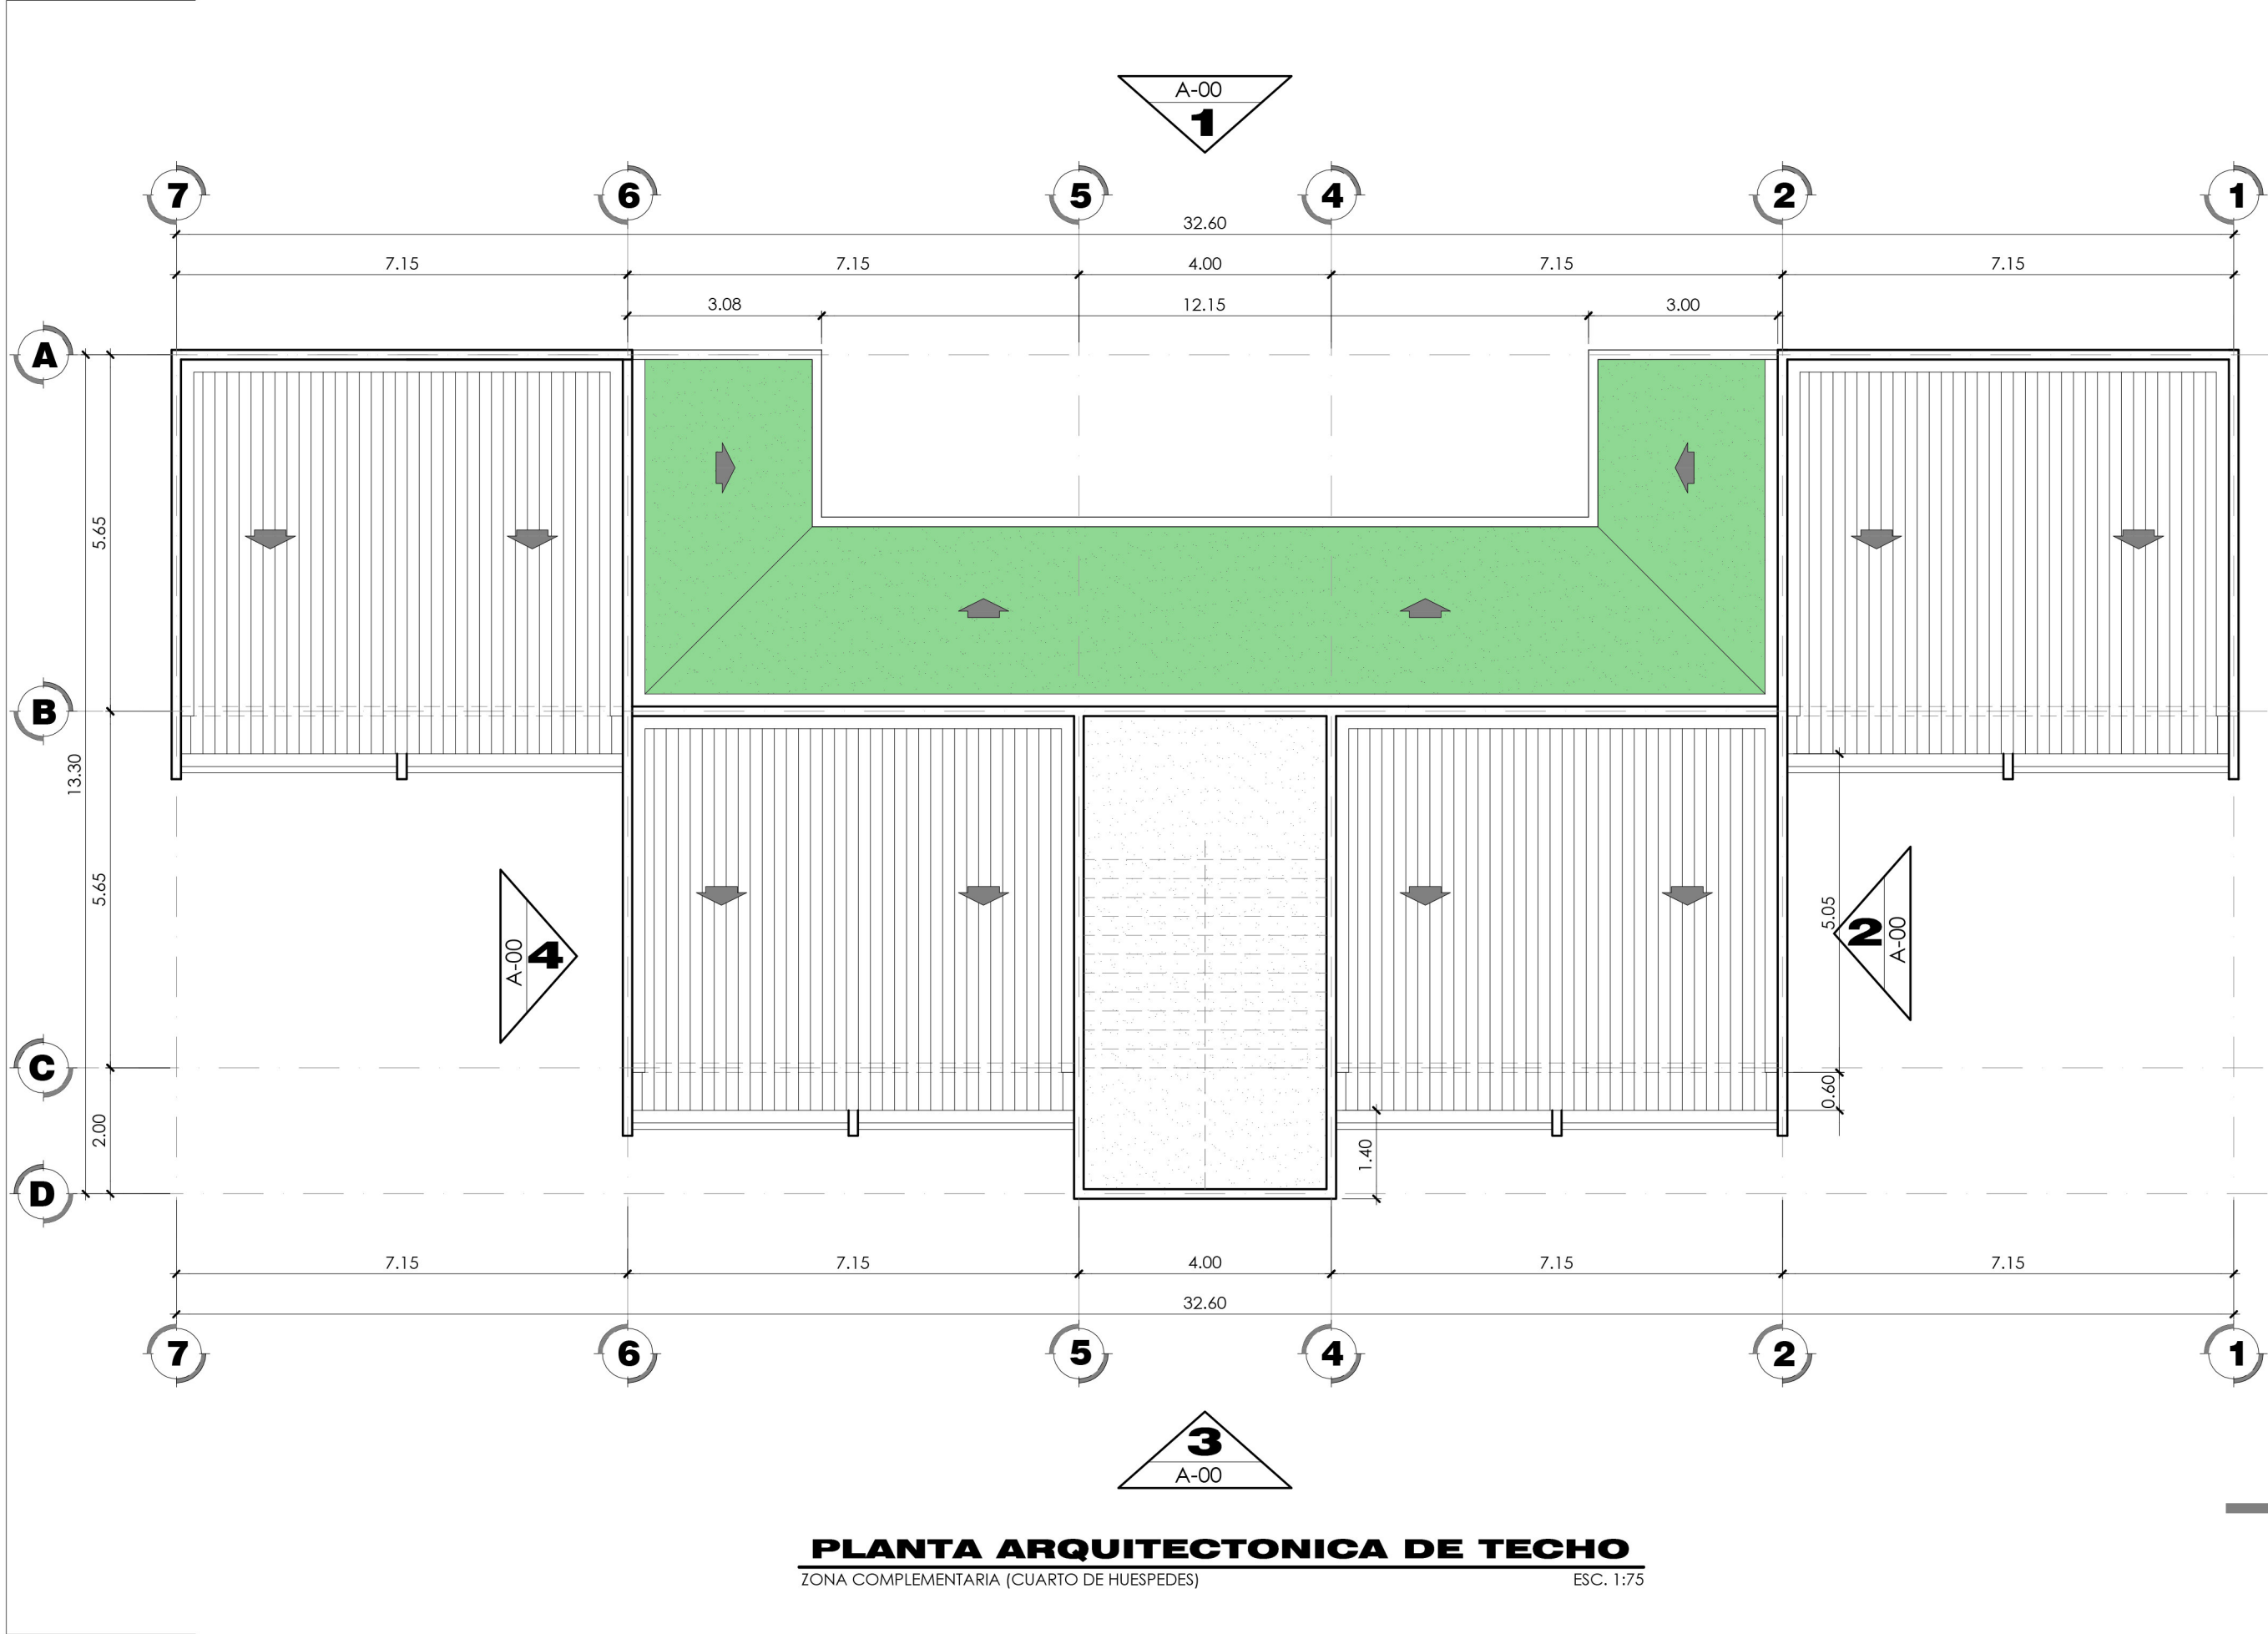 A-00
1
7 6 5 4 2 1
32.60
7.15 7.15 4.00 7.15 7.15
3.08 12.15 3.00
A
5.65
B
13.30
5.65
A-00
4
5.05
2
A-00
C
0.60
2.00
1.40
D
7.15 7.15 4.00 7.15 7.15
32.60
7 6 5 4 2 1
3
A-00
PLANTA ARQUITECTONICA DE TECHO
ZONA COMPLEMENTARIA (CUARTO DE HUESPEDES) ESC. 1:75